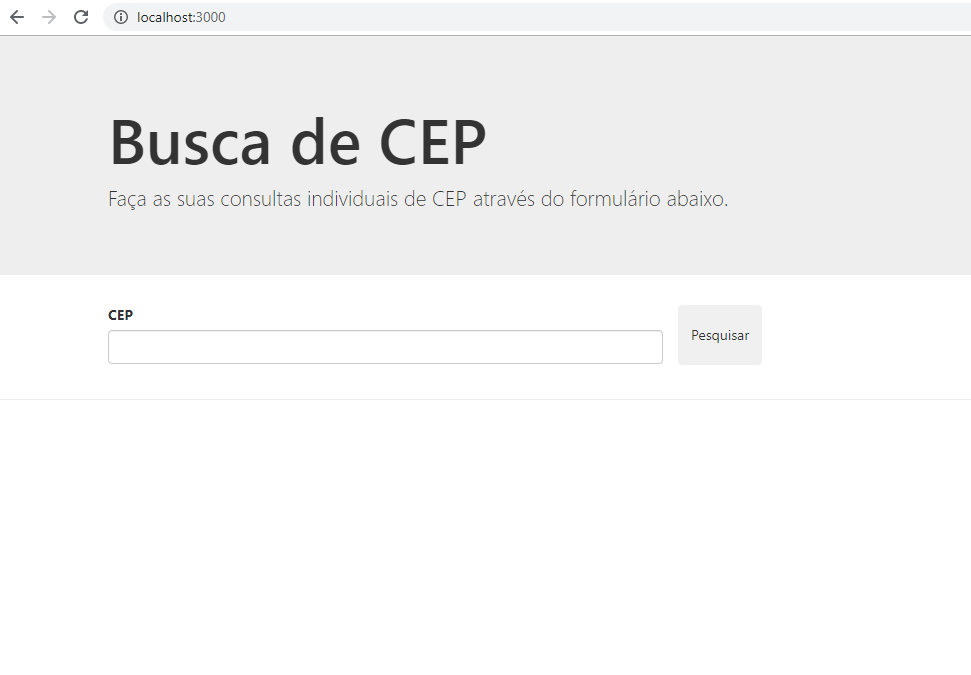 localhost:3000
Busca de CEP
Faça as suas consultas individuais de CEP através do formulário abaixo.
CEP
Pesquisar